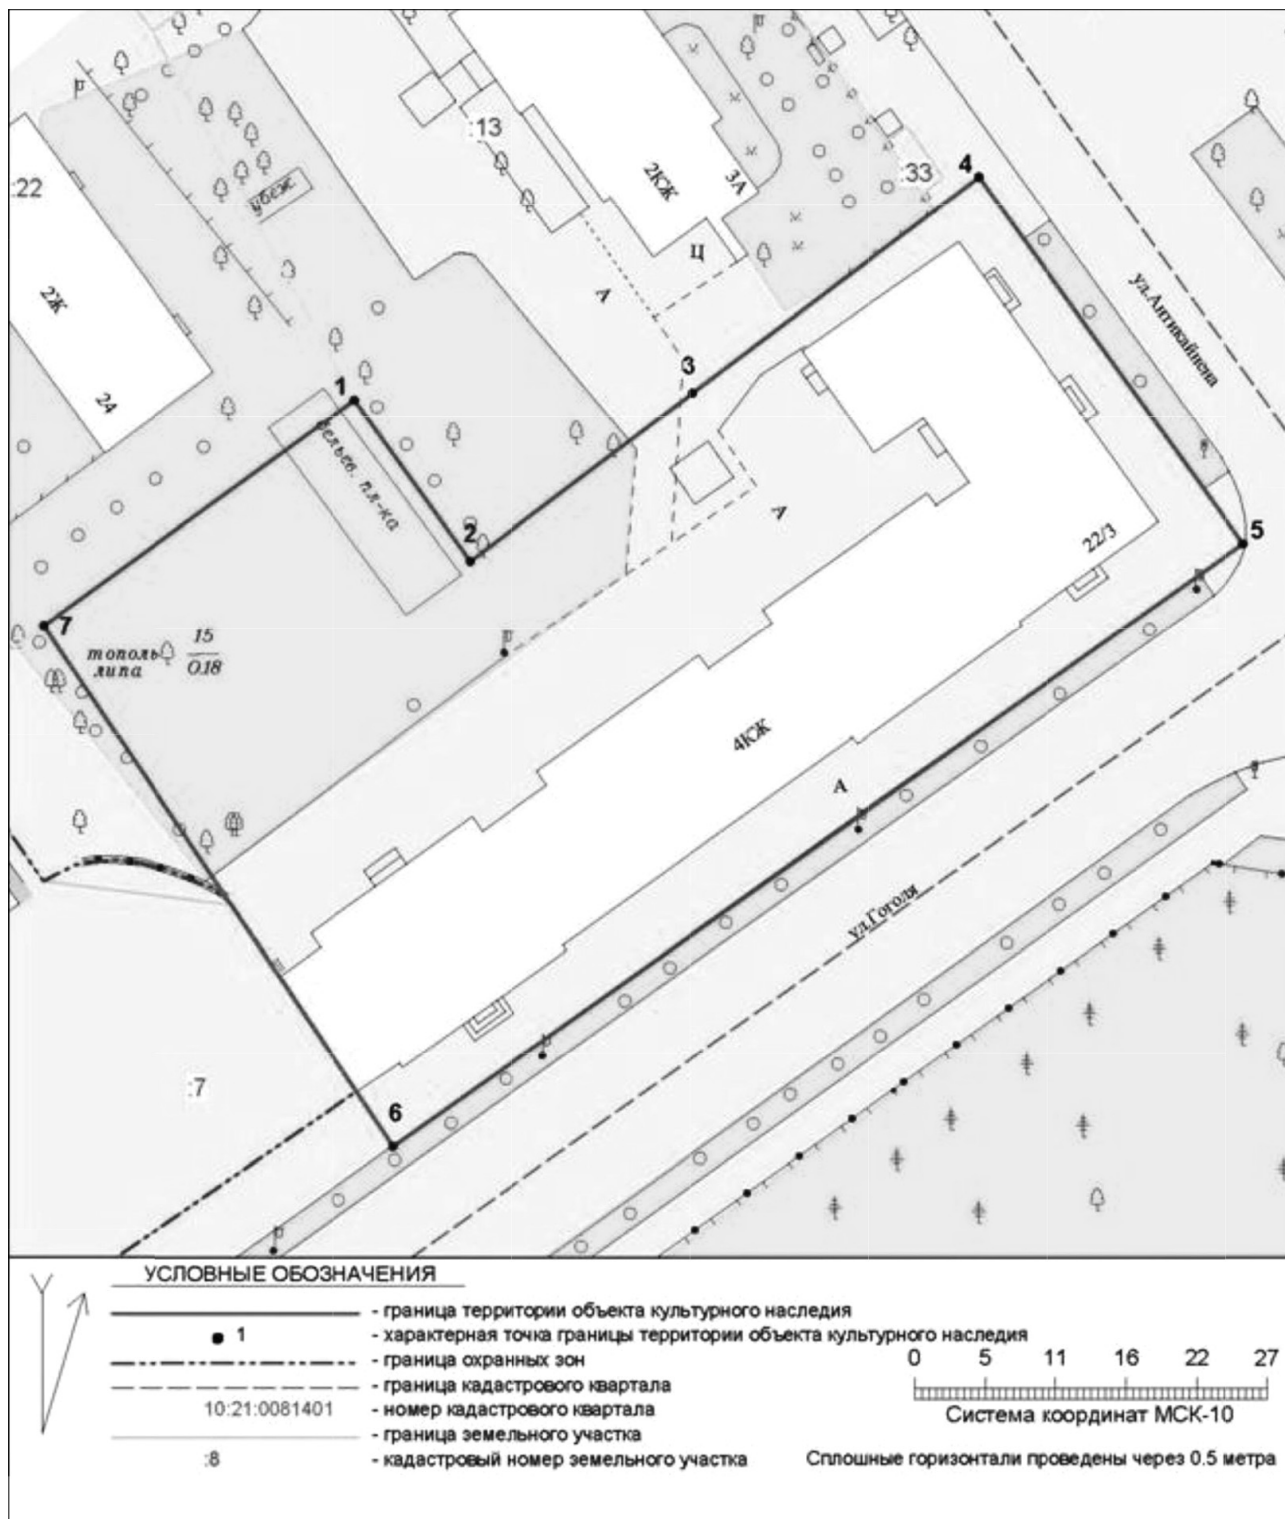 :13
:33
4
:22
убеж.
2КЖ
3А
Ц
А
ул.Антикайнена
2Ж
24
3
1
бельев. пл-ка
А
2
22/3
5
7
тополь
липа
15
0.18
4КЖ
А
ул.Гоголя
:7
6
УСЛОВНЫЕ ОБОЗНАЧЕНИЯ
- граница территории объекта культурного наследия
1 - характерная точка границы территории объекта культурного наследия
- граница охранных зон
- граница кадастрового квартала
10:21:0081401 - номер кадастрового квартала
- граница земельного участка
:8 - кадастровый номер земельного участка
0 5 11 16 22 27
Система координат МСК-10
Сплошные горизонтали проведены через 0.5 метра